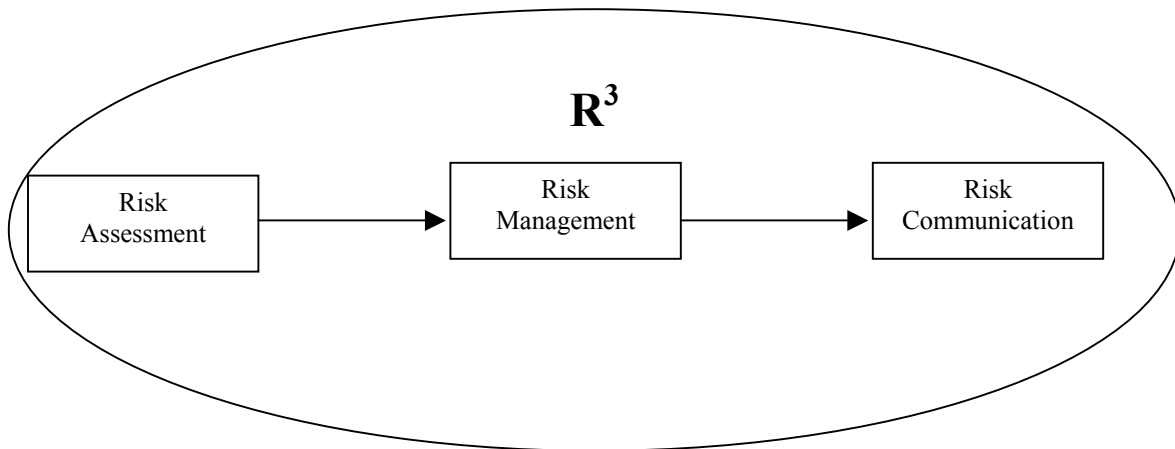 R³
Risk
Assessment
Risk
Management
Risk
Communication